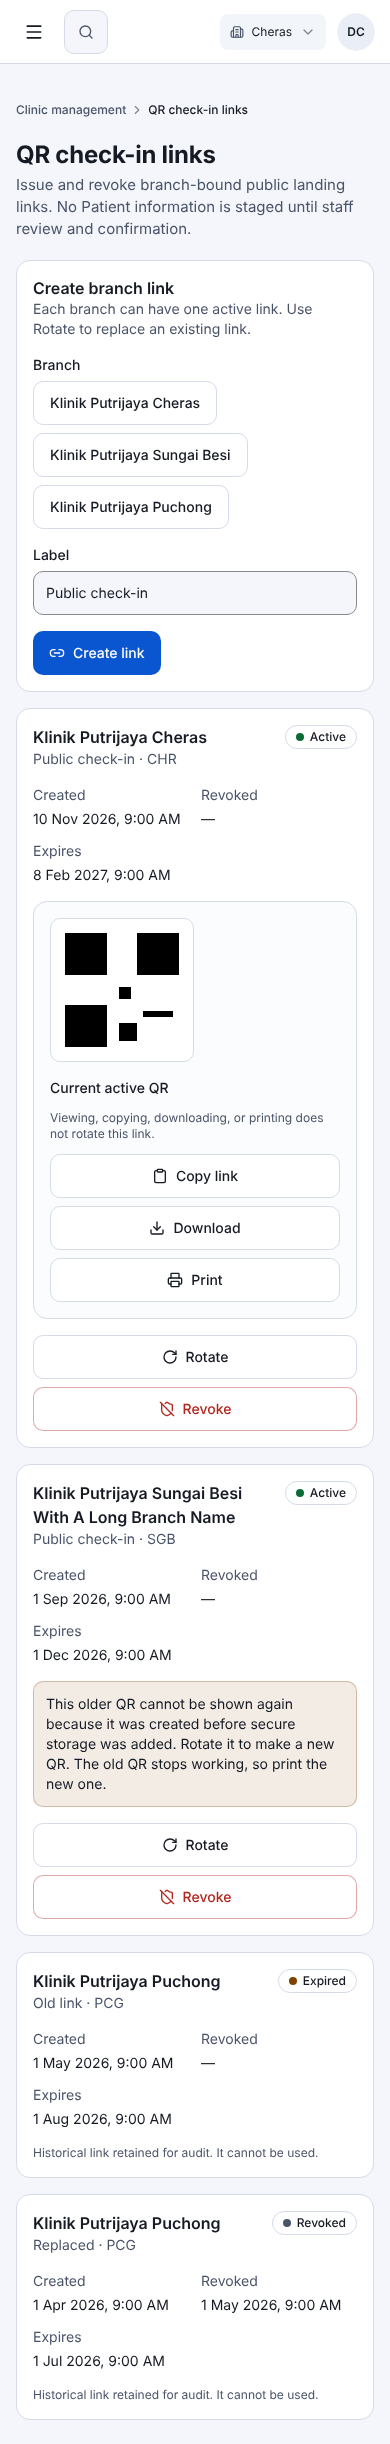 Cheras
DC
Clinic management > QR check-in links
QR check-in links
Issue and revoke branch-bound public landing
links. No Patient information is staged until staff
review and confirmation.
Create branch link
Each branch can have one active link. Use
Rotate to replace an existing link.
Branch
Klinik Putrijaya Cheras
Klinik Putrijaya Sungai Besi
Klinik Putrijaya Puchong
Label
Public check-in
Create link
Klinik Putrijaya Cheras
Active
Public check-in · CHR
Created
Revoked
10 Nov 2026, 9:00 AM
—
Expires
8 Feb 2027, 9:00 AM
Current active QR
Viewing, copying, downloading, or printing does
not rotate this link.
Copy link
Download
Print
Rotate
Revoke
Klinik Putrijaya Sungai Besi
With A Long Branch Name
Active
Public check-in · SGB
Created
Revoked
1 Sep 2026, 9:00 AM
—
Expires
1 Dec 2026, 9:00 AM
This older QR cannot be shown again
because it was created before secure
storage was added. Rotate it to make a new
QR. The old QR stops working, so print the
new one.
Rotate
Revoke
Klinik Putrijaya Puchong
Expired
Old link · PCG
Created
Revoked
1 May 2026, 9:00 AM
—
Expires
1 Aug 2026, 9:00 AM
Historical link retained for audit. It cannot be used.
Klinik Putrijaya Puchong
Revoked
Replaced · PCG
Created
Revoked
1 Apr 2026, 9:00 AM
1 May 2026, 9:00 AM
Expires
1 Jul 2026, 9:00 AM
Historical link retained for audit. It cannot be used.